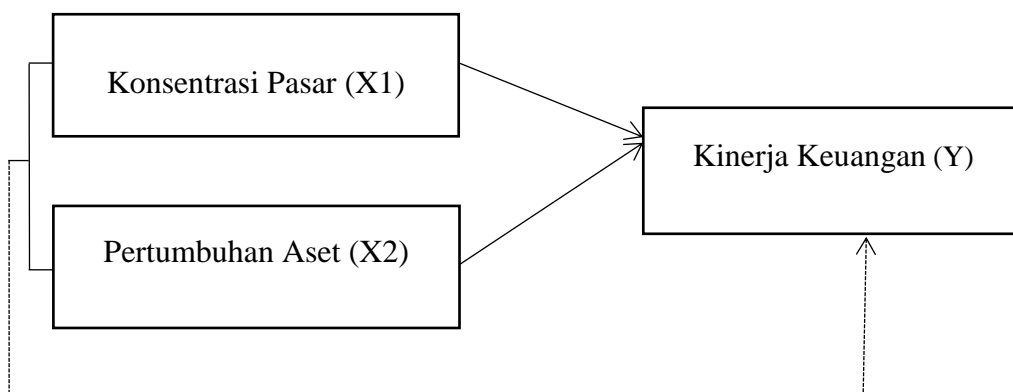 Konsentrasi Pasar (X1)
Kinerja Keuangan (Y)
Pertumbuhan Aset (X2)